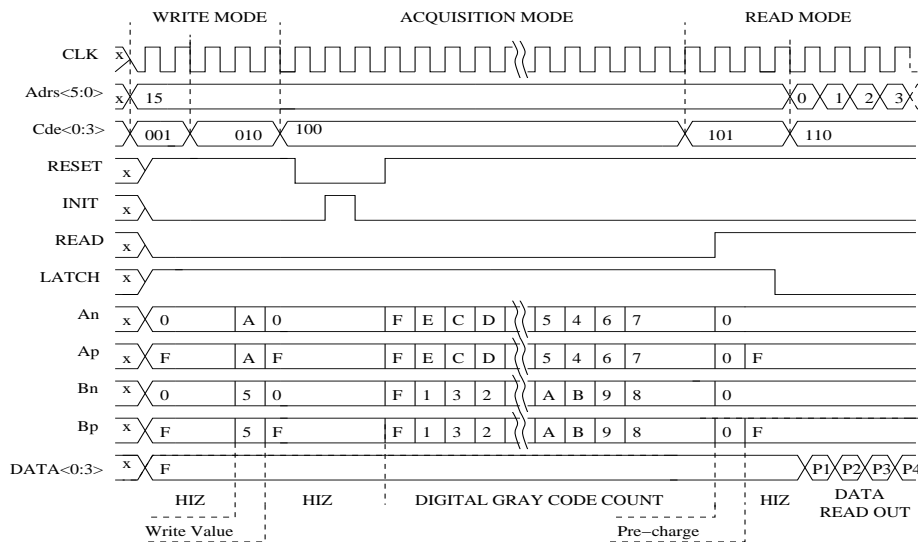 WRITE MODE ACQUISITION MODE READ MODE
CLK x
Adrs<5:0> x 15 0 1 2 3
Cde<0:3> x 001 010 100 101 110
RESET x
INIT x
READ x
LATCH x
An x 0 A 0 F E C D 5 4 6 7 0
Ap x F A F F E C D 5 4 6 7 0 F
Bn x 0 5 0 F 1 3 2 A B 9 8 0
Bp x F 5 F F 1 3 2 A B 9 8 0 F
DATA<0:3> x F P1 P2 P3 P4
HIZ HIZ DIGITAL GRAY CODE COUNT HIZ DATA
READ OUT
Write Value Pre-charge